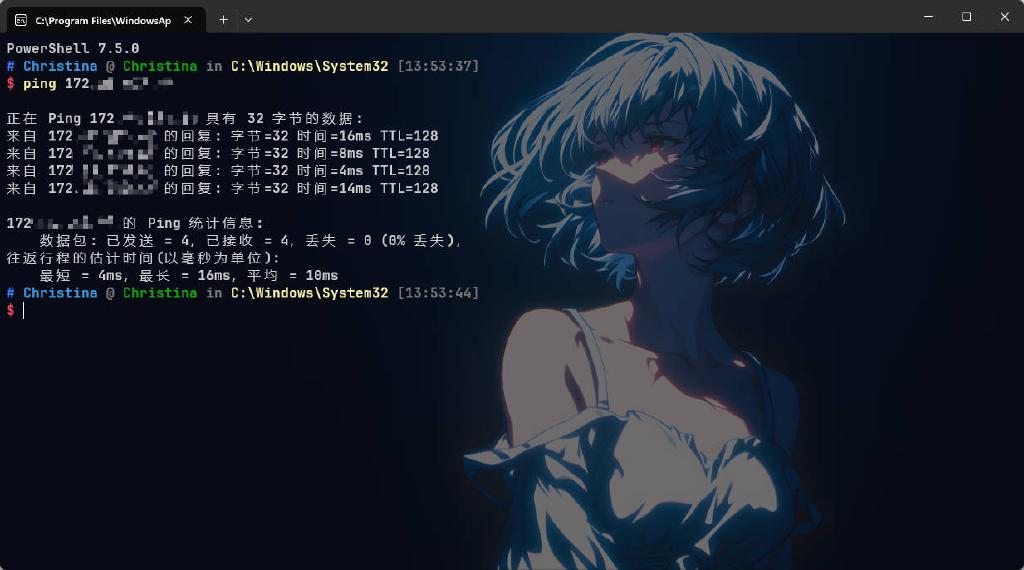 C:\Program Files\WindowsAp
PowerShell 7.5.0
# Christina @ Christina in C:\Windows\System32 [13:53:37]
$ ping 172.
正在 Ping 172 具有 32 字节的数据:
来自 172 的回复: 字节=32 时间=16ms TTL=128
来自 172 的回复: 字节=32 时间=8ms TTL=128
来自 172 的回复: 字节=32 时间=4ms TTL=128
来自 172. 的回复: 字节=32 时间=14ms TTL=128
172 的 Ping 统计信息:
数据包: 已发送 = 4, 已接收 = 4, 丢失 = 0 (0% 丢失),
往返行程的估计时间(以毫秒为单位):
最短 = 4ms, 最长 = 16ms, 平均 = 10ms
# Christina @ Christina in C:\Windows\System32 [13:53:44]
$